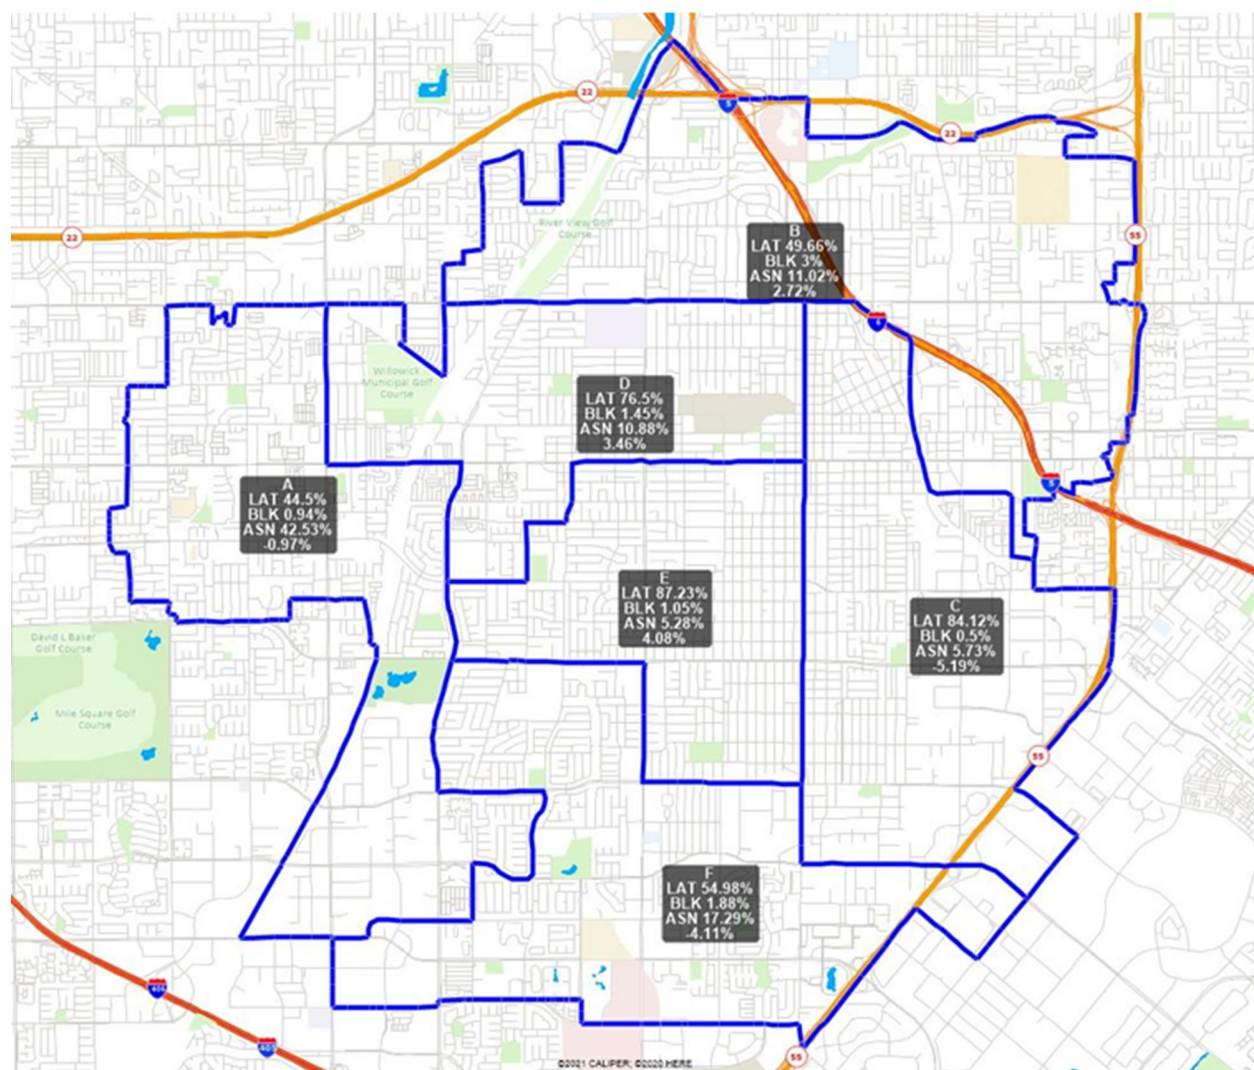 22
5
22
22
River View Golf
Course
55
B
LAT 49.66%
BLK 3%
ASN 11.02%
2.72%
Willowick
Municipal Golf
Course
D
LAT 76.5%
BLK 1.45%
ASN 10.88%
3.46%
A
LAT 44.5%
BLK 0.94%
ASN 42.53%
-0.97%
5
E
LAT 87.23%
BLK 1.05%
ASN 5.28%
4.08%
C
LAT 84.12%
BLK 0.5%
ASN 5.73%
-5.19%
David L Baker
Golf Course
Mile Square Golf
Course
55
F
LAT 54.98%
BLK 1.88%
ASN 17.29%
-4.11%
405
405
55
©2021 CALIPER; ©2020 HERE